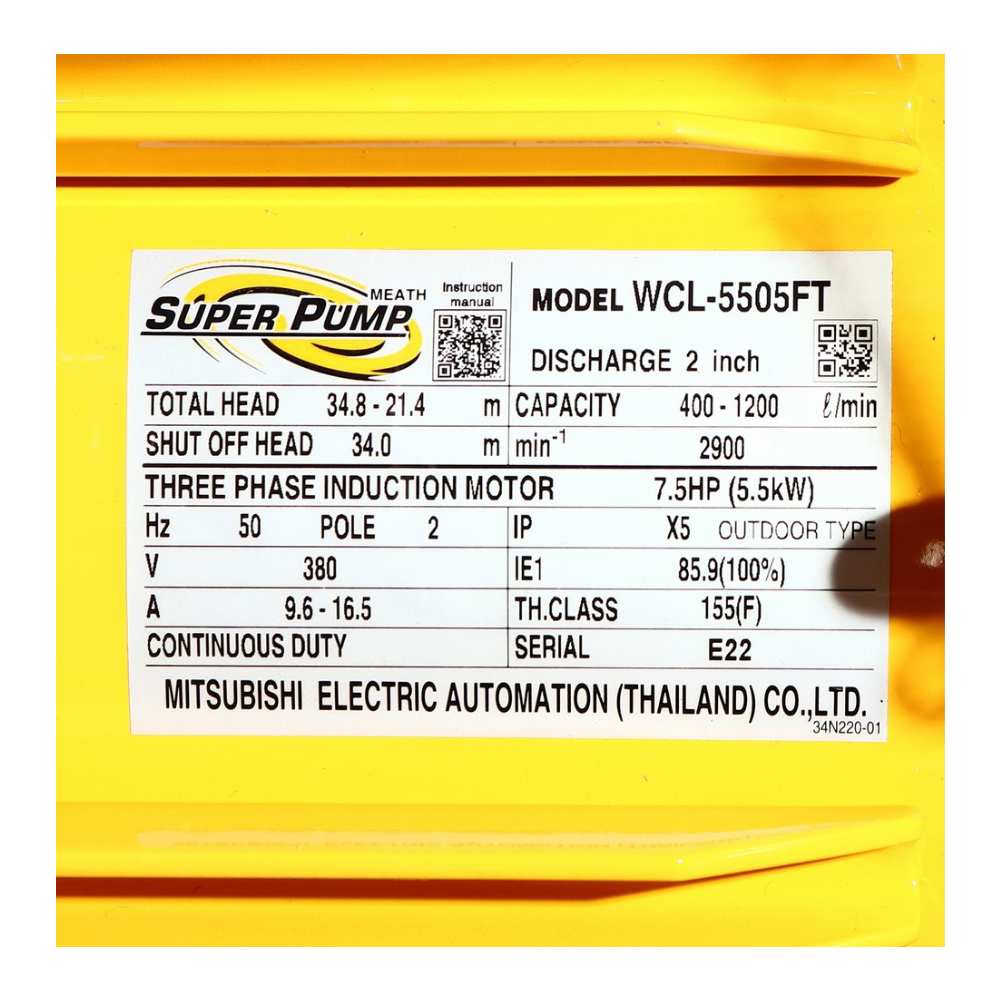 SUPER PUMP MEATH
Instruction
manual
MODEL WCL-5505FT
DISCHARGE 2 inch
TOTAL HEAD 34.8 - 21.4 m CAPACITY 400 - 1200 ℓ/min
SHUT OFF HEAD 34.0 m min-1 2900
THREE PHASE INDUCTION MOTOR 7.5HP (5.5kW)
Hz 50 POLE 2 IP X5 OUTDOOR TYPE
V 380 IE1 85.9(100%)
A 9.6 - 16.5 TH.CLASS 155(F)
CONTINUOUS DUTY SERIAL E22
MITSUBISHI ELECTRIC AUTOMATION (THAILAND) CO.,LTD.
34N220-01